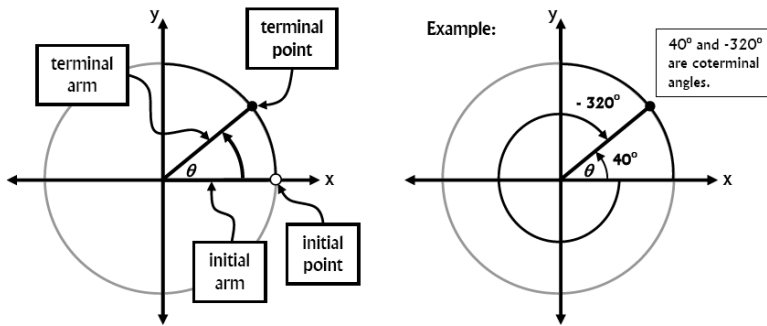 y
terminal
point
terminal
arm
θ
x
initial
arm
initial
point
Example:
y
40° and -320°
are coterminal
angles.
- 320°
40°
θ
x